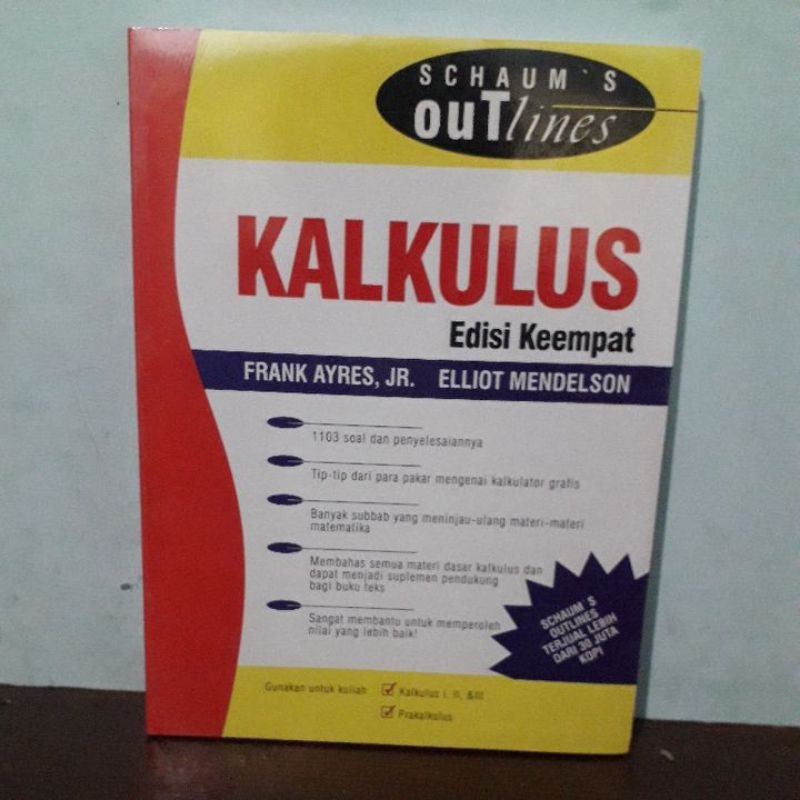 SCHAUM'S
ouTlines
KALKULUS
Edisi Keempat
FRANK AYRES, JR. ELLIOT MENDELSON
1103 soal dan penyelesaiannya
Tip-tip dari para pakar mengenai kalkulator grafis
Banyak subbab yang meninjau-ulang materi-materi
matematika
Membahas semua materi dasar kalkulus dan
dapat menjadi suplemen pendukung
bagi buku teks
Sangat membantu untuk memperoleh
nilai yang lebih baik!
SCHAUM'S
OUTLINES
TERJUAL LEBIH
DARI 30 JUTA
KOPI
Gunakan untuk kuliah Kalkulus I, II, &III
Prakalkulus